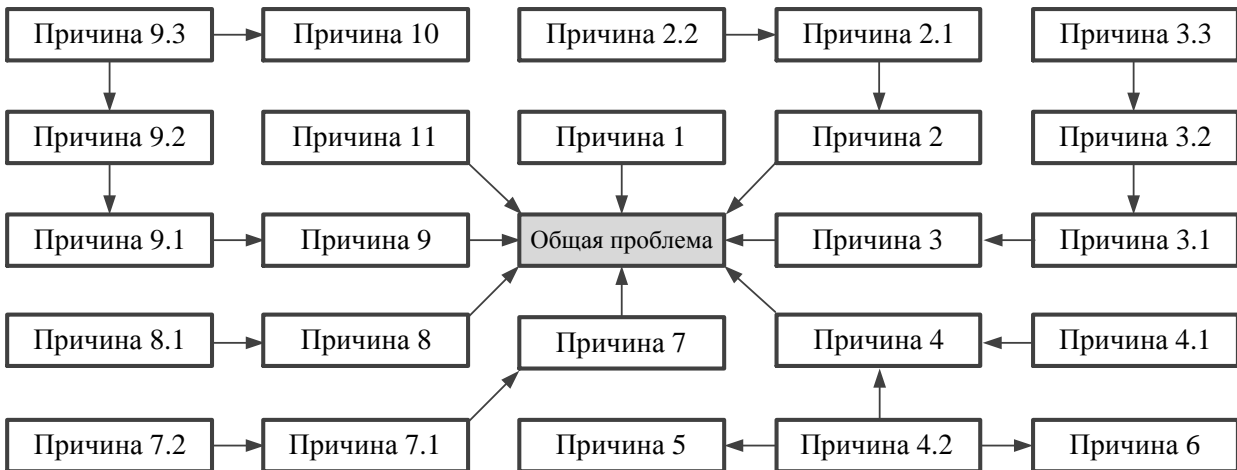 Причина 9.3
Причина 10
Причина 2.2
Причина 2.1
Причина 3.3
Причина 9.2
Причина 11
Причина 1
Причина 2
Причина 3.2
Причина 9.1
Причина 9
Общая проблема
Причина 3
Причина 3.1
Причина 8.1
Причина 8
Причина 7
Причина 4
Причина 4.1
Причина 7.2
Причина 7.1
Причина 5
Причина 4.2
Причина 6